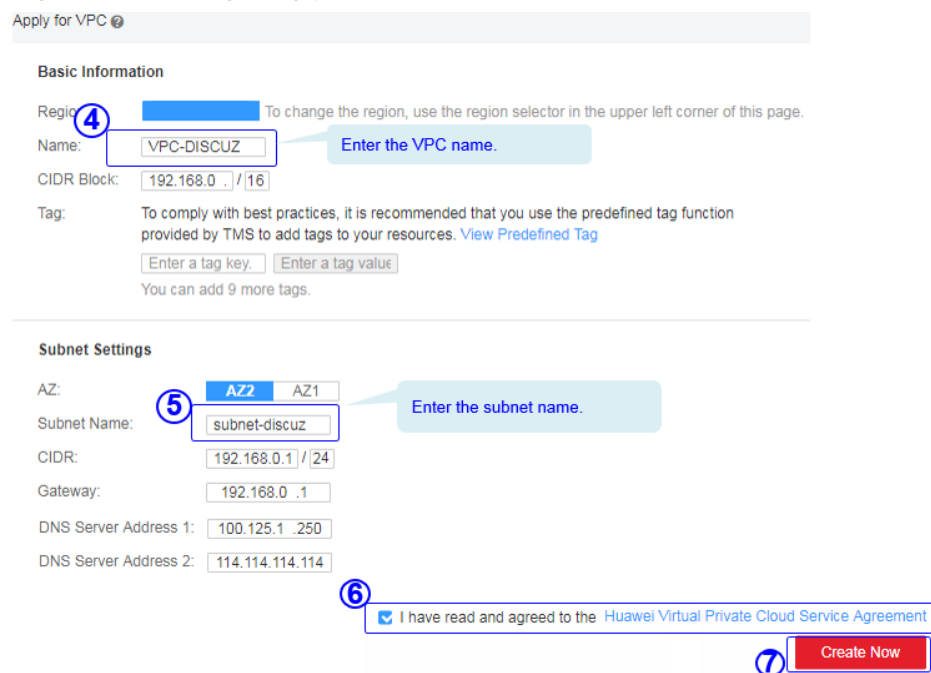 Apply for VPC
Basic Information
Region: To change the region, use the region selector in the upper left corner of this page.
④
Name: VPC-DISCUZ Enter the VPC name.
CIDR Block: 192.168.0 . / 16
Tag: To comply with best practices, it is recommended that you use the predefined tag function
provided by TMS to add tags to your resources. View Predefined Tag
Enter a tag key. Enter a tag value
You can add 9 more tags.
Subnet Settings
AZ: AZ2 AZ1
⑤ Enter the subnet name.
Subnet Name: subnet-discuz
CIDR: 192.168.0.1 / 24
Gateway: 192.168.0 .1
DNS Server Address 1: 100.125.1 .250
DNS Server Address 2: 114.114.114.114
⑥
I have read and agreed to the Huawei Virtual Private Cloud Service Agreement
⑦ Create Now